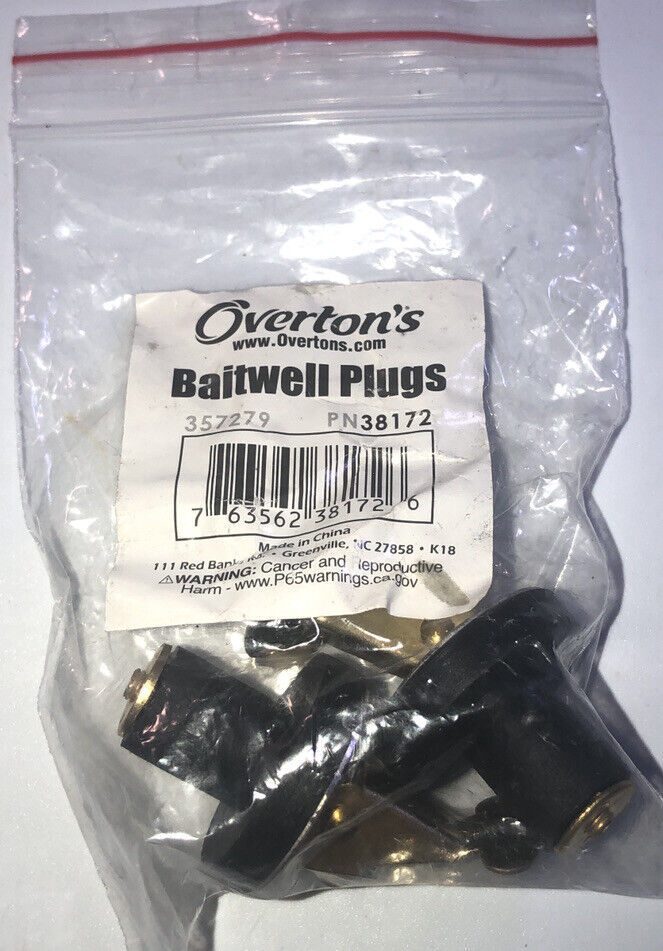 Overton's
www.Overtons.com
Baitwell Plugs
357279 PN38172
7 63562 38172 6
Made in China
111 Red Banks Greenville, NC 27858 • K18
⚠WARNING: Cancer and Reproductive
Harm - www.P65warnings.ca.gov